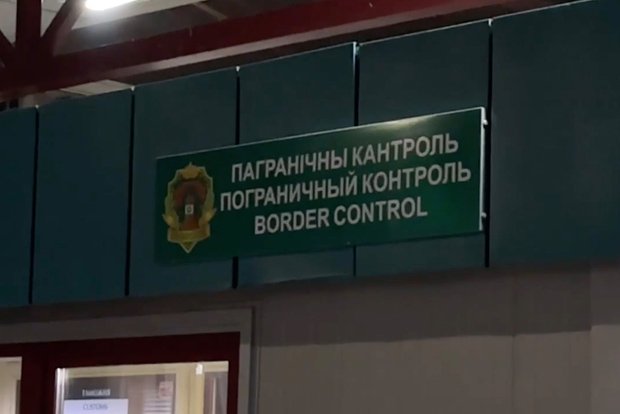 ПАГРАНІЧНЫ КАНТРОЛЬ
ПОГРАНИЧНЫЙ КОНТРОЛЬ
BORDER CONTROL
CUSTOMS